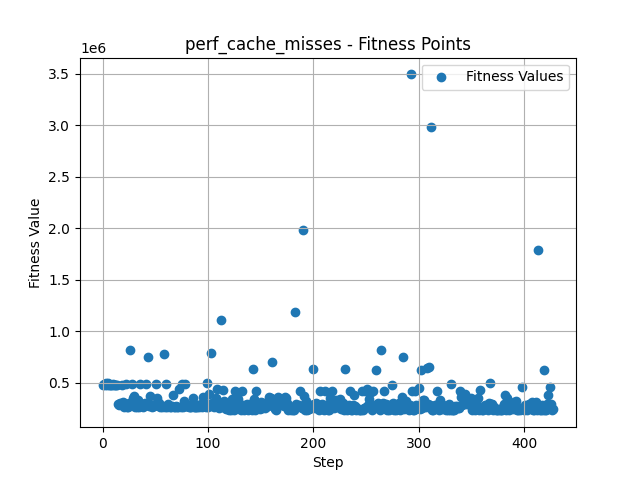 perf_cache_misses - Fitness Points
1e6
Fitness Values
3.5
3.0
2.5
2.0
1.5
1.0
0.5
Fitness Value
0 100 200 300 400
Step